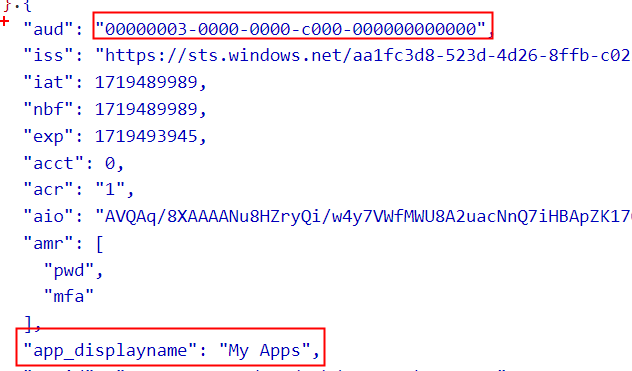 }.{
"aud": "00000003-0000-0000-c000-000000000000",
"iss": "https://sts.windows.net/aa1fc3d8-523d-4d26-8ffb-c02
"iat": 1719489989,
"nbf": 1719489989,
"exp": 1719493945,
"acct": 0,
"acr": "1",
"aio": "AVQAq/8XAAAANu8HZryQi/w4y7VWfMWU8A2uacNnQ7iHBApZK17
"amr": [
"pwd",
"mfa"
],
"app_displayname": "My Apps",